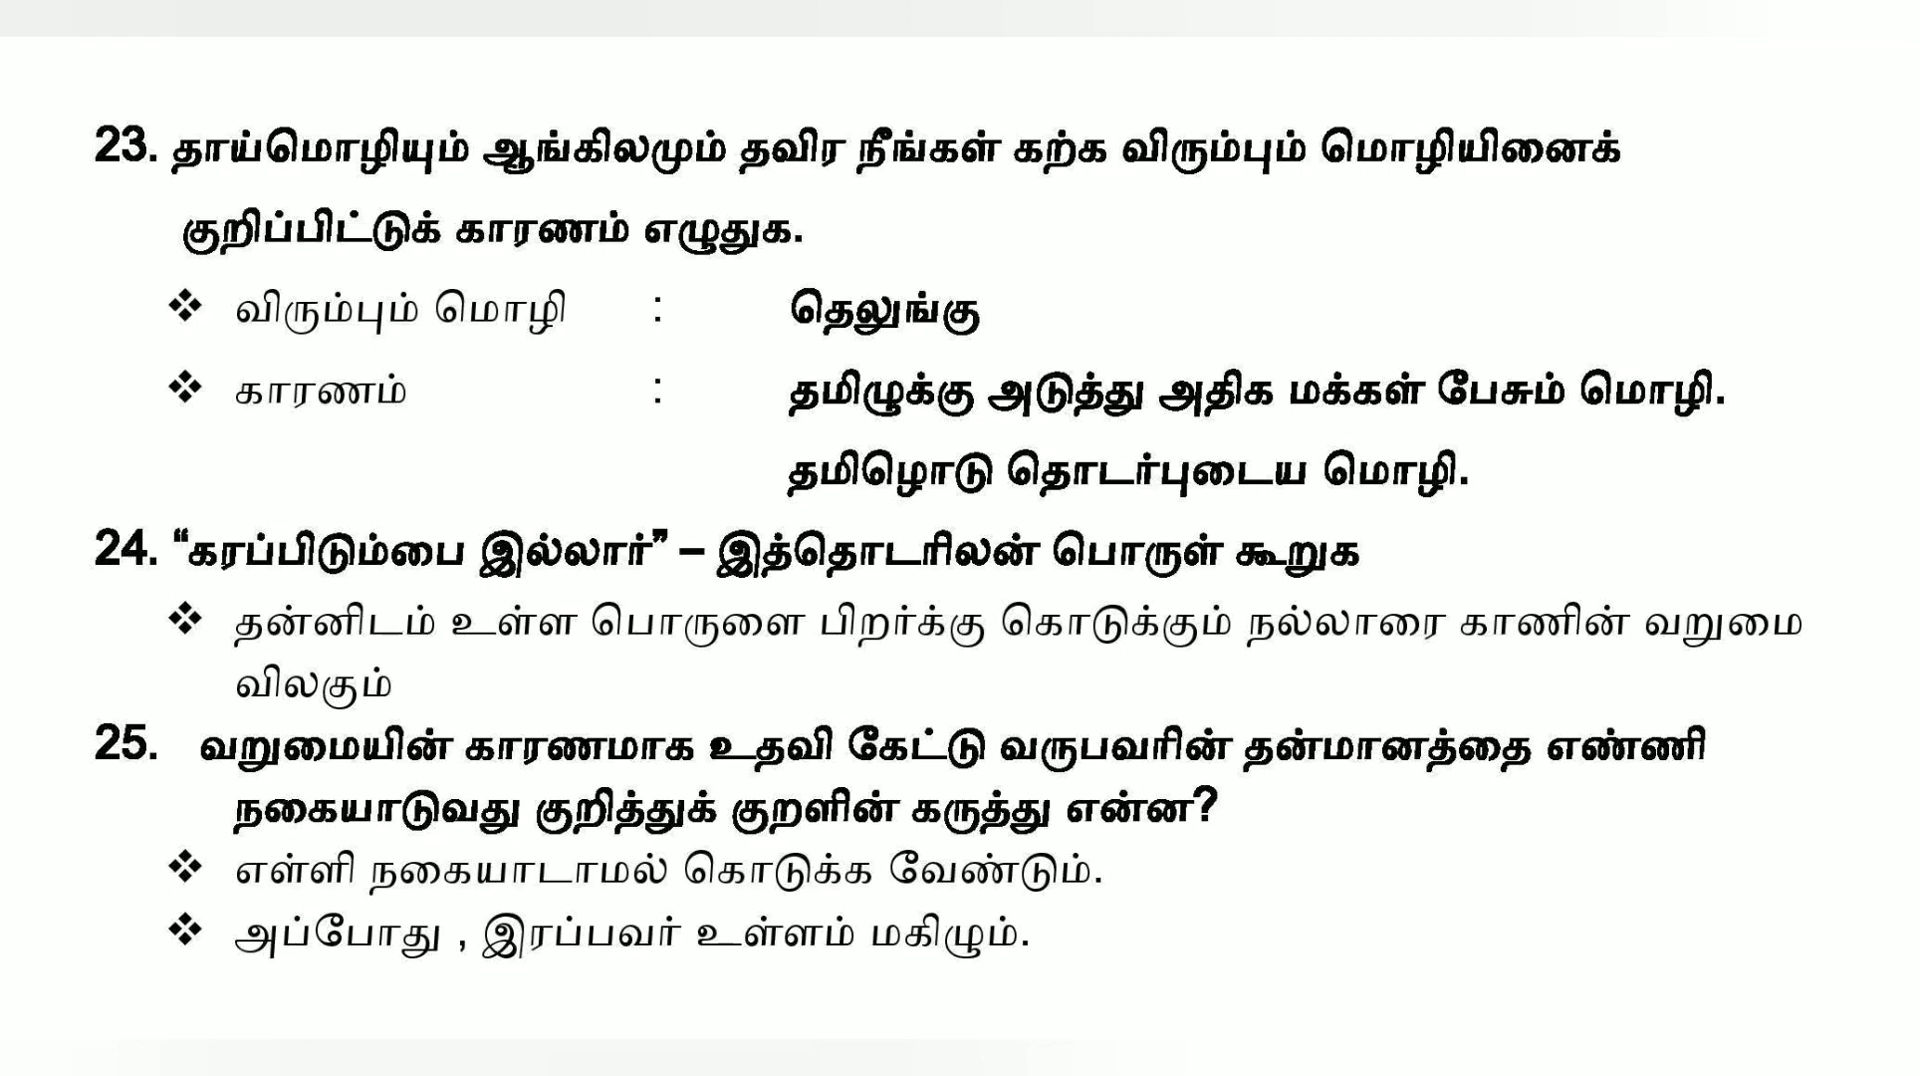 23. தாய்மொழியும் ஆங்கிலமும் தவிர நீங்கள் கற்க விரும்பும் மொழியினைக்
குறிப்பிட்டுக் காரணம் எழுதுக.
❖ விரும்பும் மொழி : தெலுங்கு
❖ காரணம் : தமிழுக்கு அடுத்து அதிக மக்கள் பேசும் மொழி.
தமிழொடு தொடர்புடைய மொழி.
24. “கரப்பிடும்பை இல்லார்” – இத்தொடரிலன் பொருள் கூறுக
❖ தன்னிடம் உள்ள பொருளை பிறர்க்கு கொடுக்கும் நல்லாரை காணின் வறுமை
விலகும்
25. வறுமையின் காரணமாக உதவி கேட்டு வருபவரின் தன்மானத்தை எண்ணி
நகையாடுவது குறித்துக் குறளின் கருத்து என்ன?
❖ எள்ளி நகையாடாமல் கொடுக்க வேண்டும்.
❖ அப்போது , இரப்பவர் உள்ளம் மகிழும்.